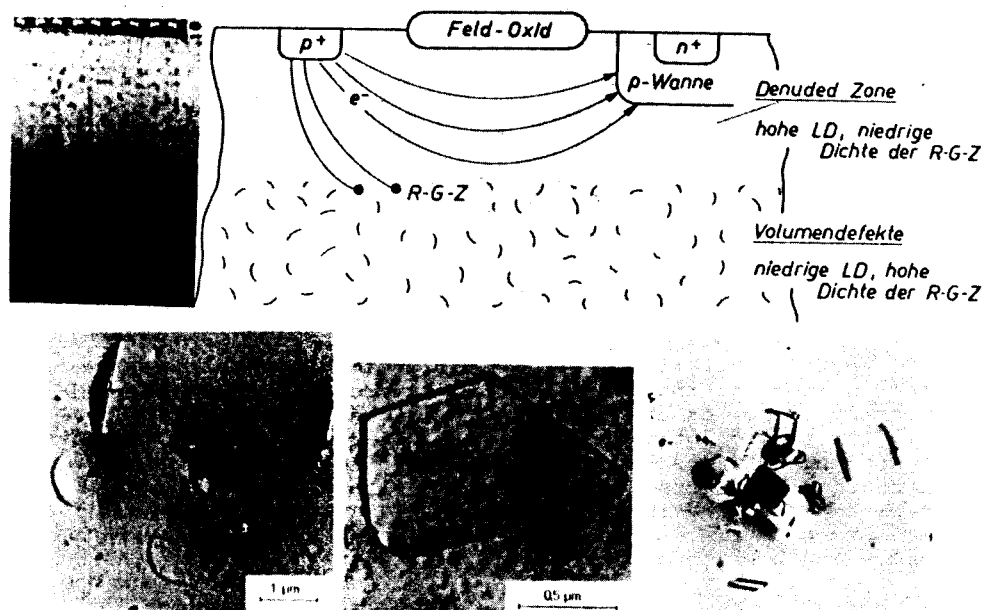 Feld-Oxid
p+
n+
p-Wanne
e-
Denuded Zone
hohe LD, niedrige
Dichte der R-G-Z
R-G-Z
Volumendefekte
niedrige LD, hohe
Dichte der R-G-Z
1 µm
0,5 µm